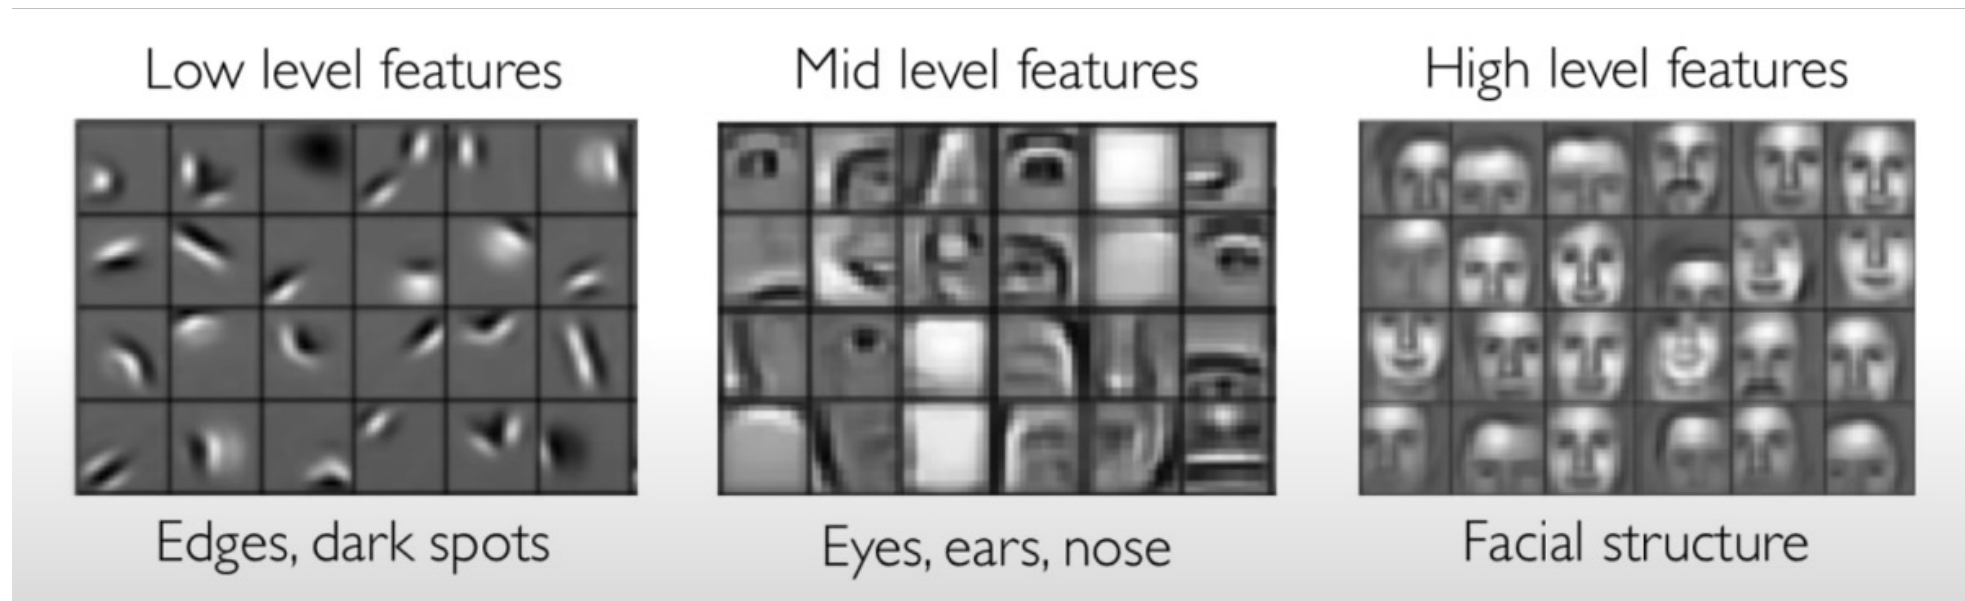 Low level features
Mid level features
High level features
Edges, dark spots
Eyes, ears, nose
Facial structure